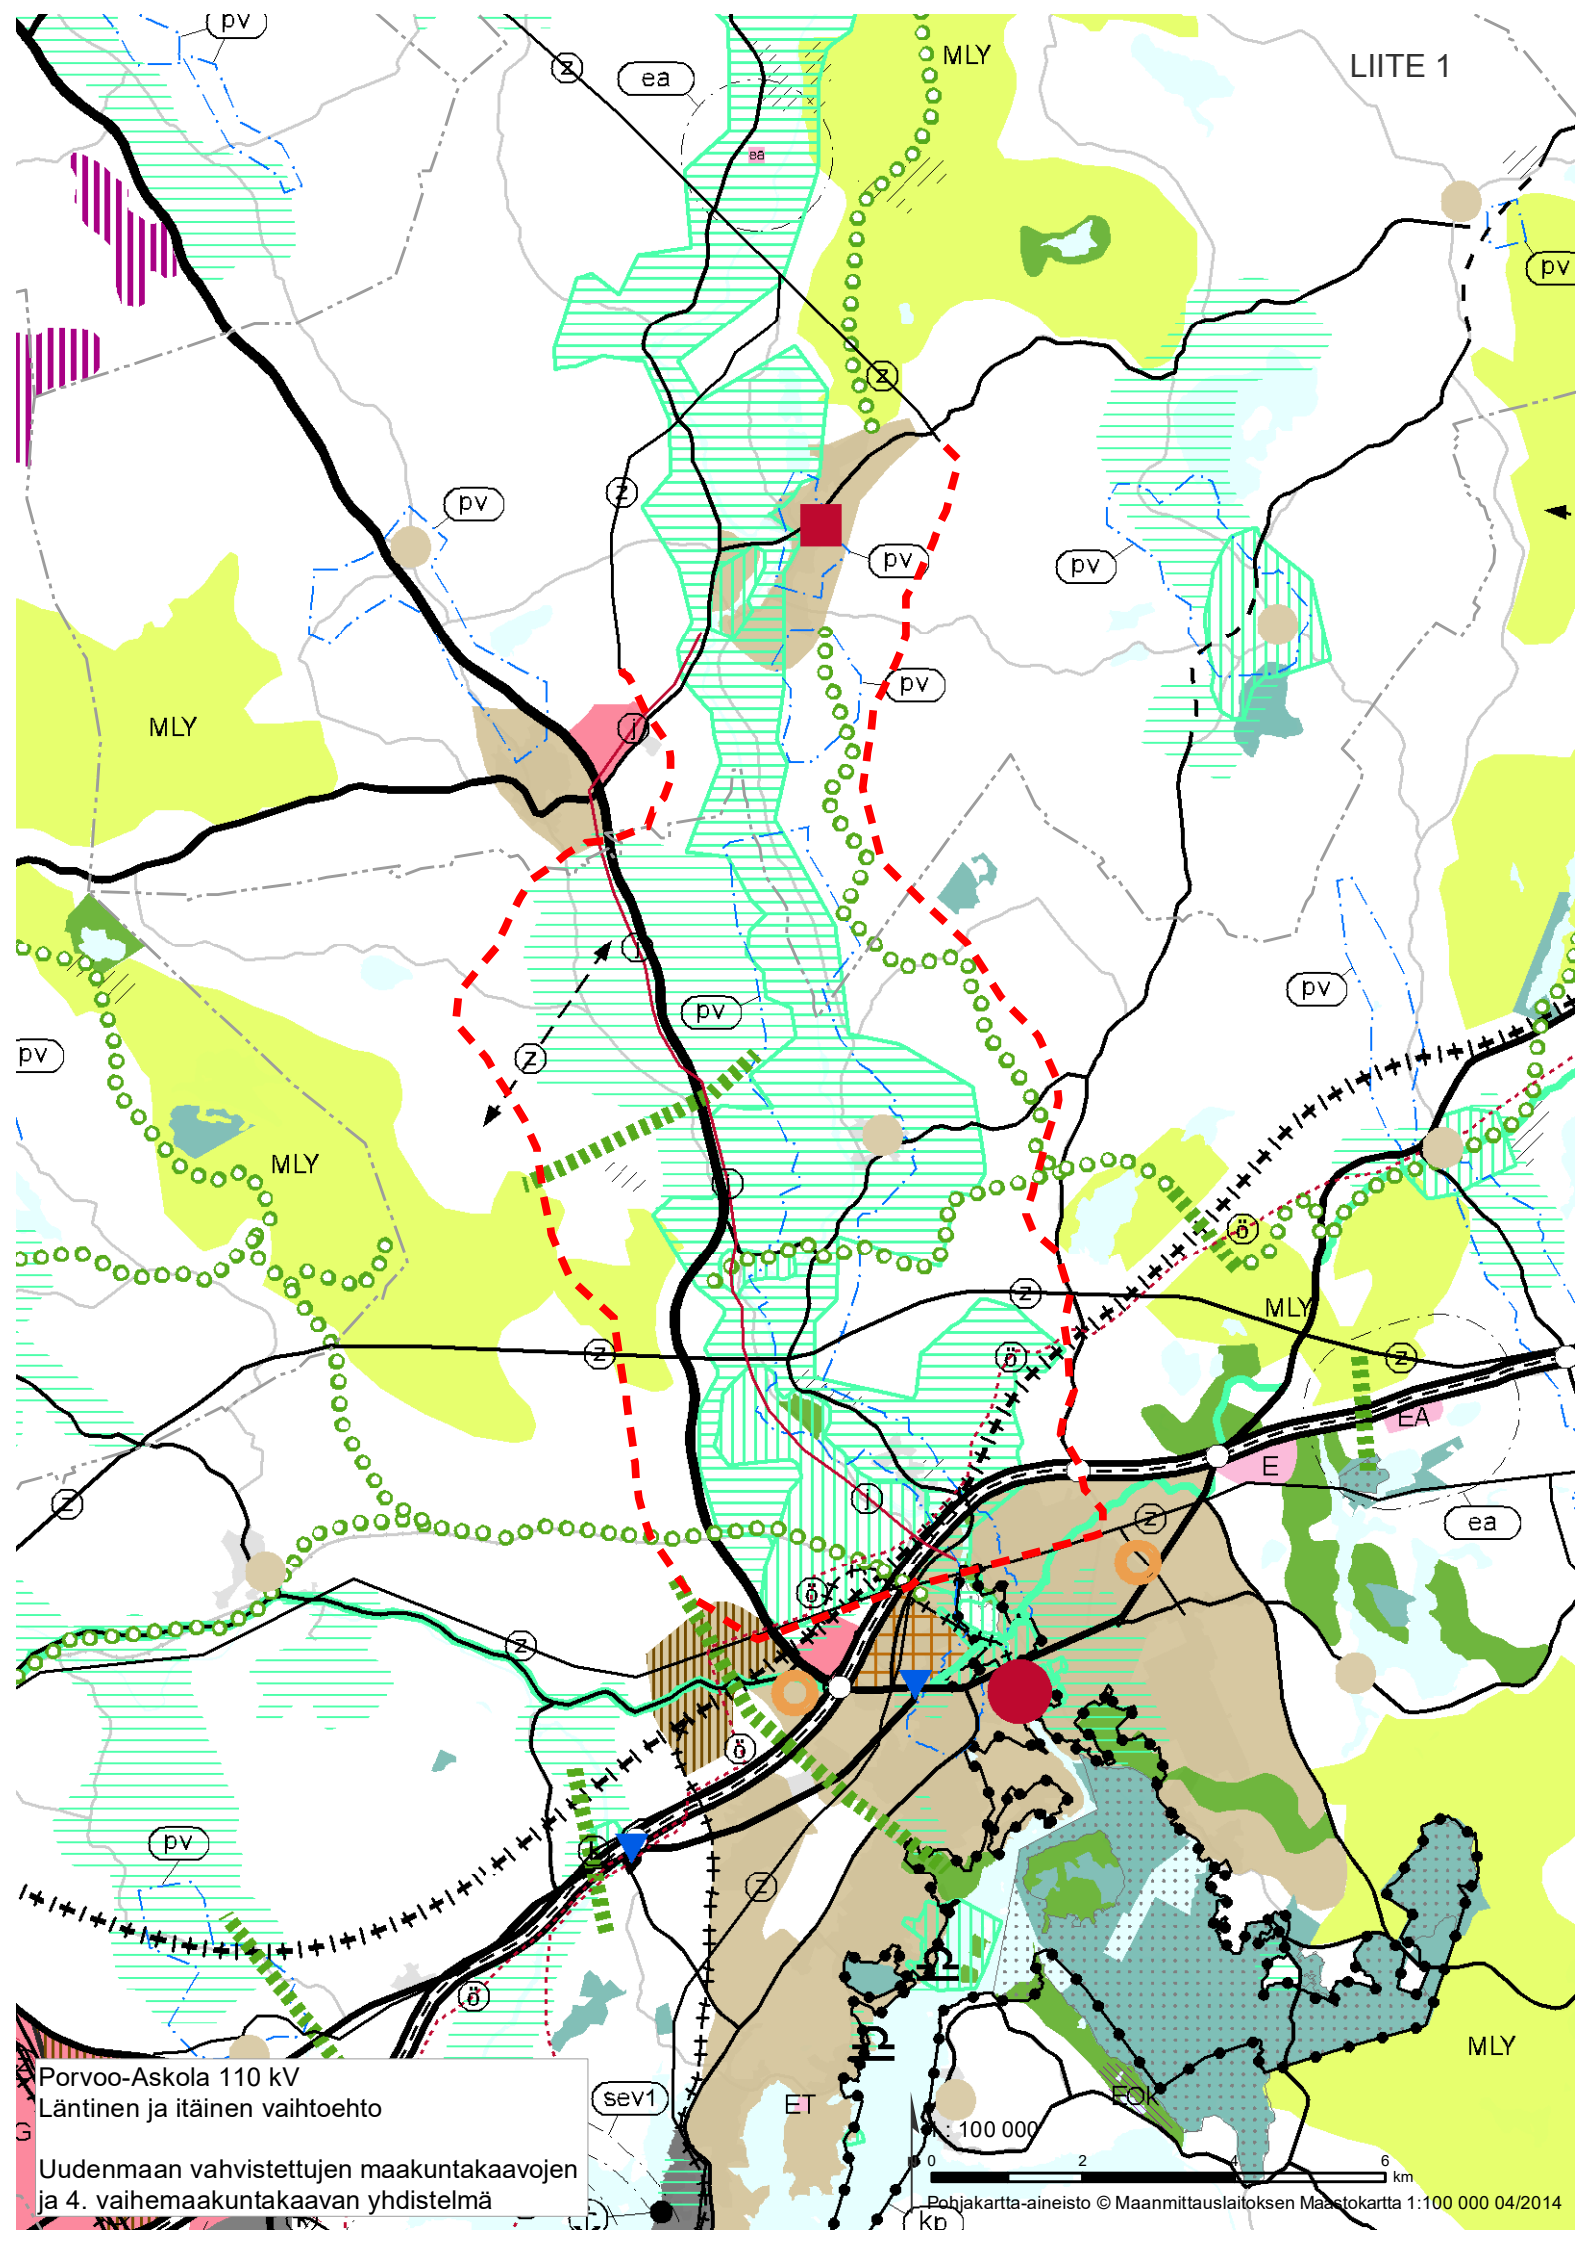 pv
z
ea
MLY
LIITE 1
ea
pv
z
z
pv
pv
pv
pv
j
MLY
j
pv
pv
pv
z
MLY
ö
z
MLY
z
ö
z
EA
E
z
j
z
ea
ö
z
ö
pv
z
ö
MLY
Porvoo-Askola 110 kV
Läntinen ja itäinen vaihtoehto
Uudenmaan vahvistettujen maakuntakaavojen
ja 4. vaihemaakuntakaavan yhdistelmä
sev1
ET
EOK
: 100 000
0 2 4 6
km
Pohjakartta-aineisto © Maanmittauslaitoksen Maastokartta 1:100 000 04/2014
G
kp